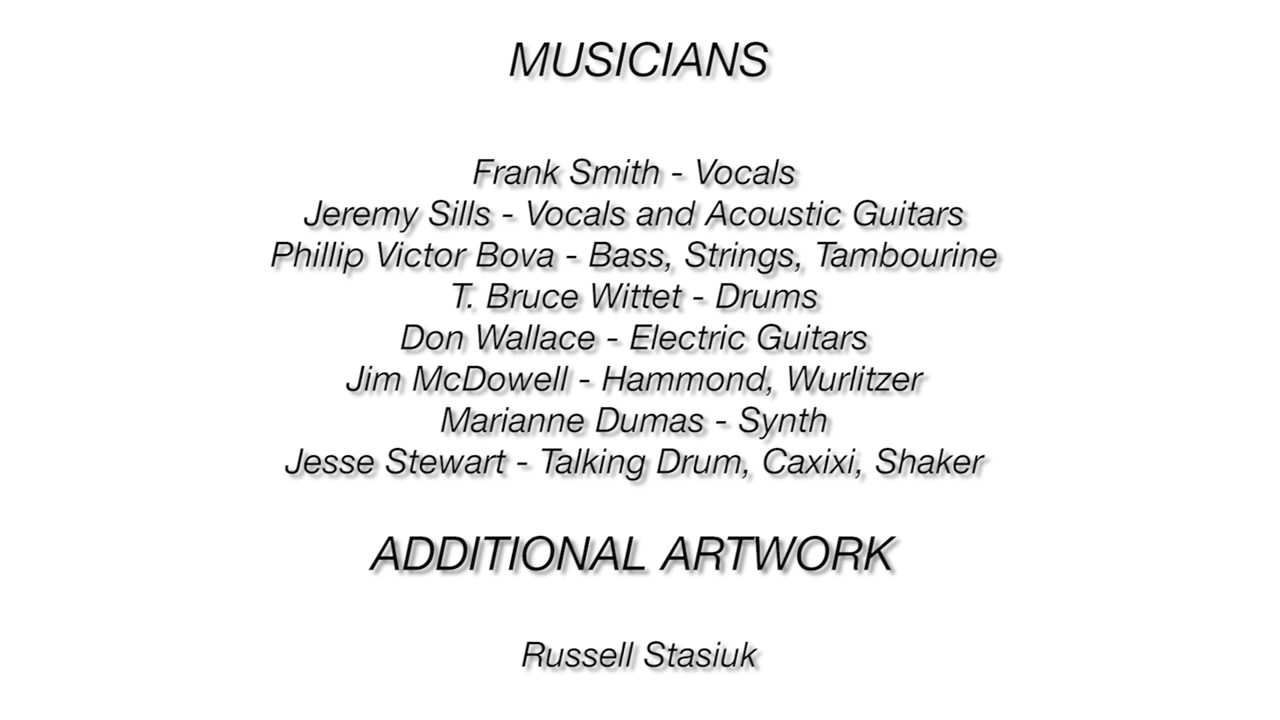 MUSICIANS
Frank Smith - Vocals
Jeremy Sills - Vocals and Acoustic Guitars
Phillip Victor Bova - Bass, Strings, Tambourine
T. Bruce Wittet - Drums
Don Wallace - Electric Guitars
Jim McDowell - Hammond, Wurlitzer
Marianne Dumas - Synth
Jesse Stewart - Talking Drum, Caxixi, Shaker
ADDITIONAL ARTWORK
Russell Stasiuk